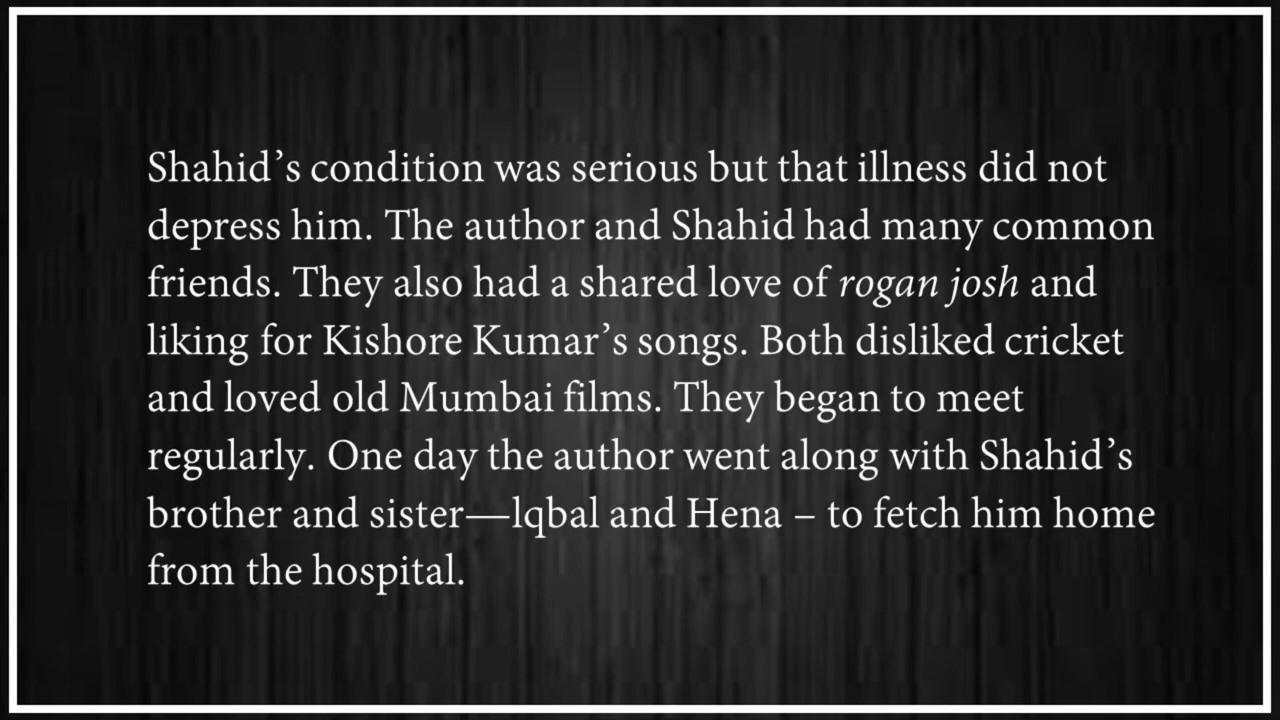 Shahid’s condition was serious but that illness did not
depress him. The author and Shahid had many common
friends. They also had a shared love of rogan josh and
liking for Kishore Kumar’s songs. Both disliked cricket
and loved old Mumbai films. They began to meet
regularly. One day the author went along with Shahid’s
brother and sister—lqbal and Hena – to fetch him home
from the hospital.